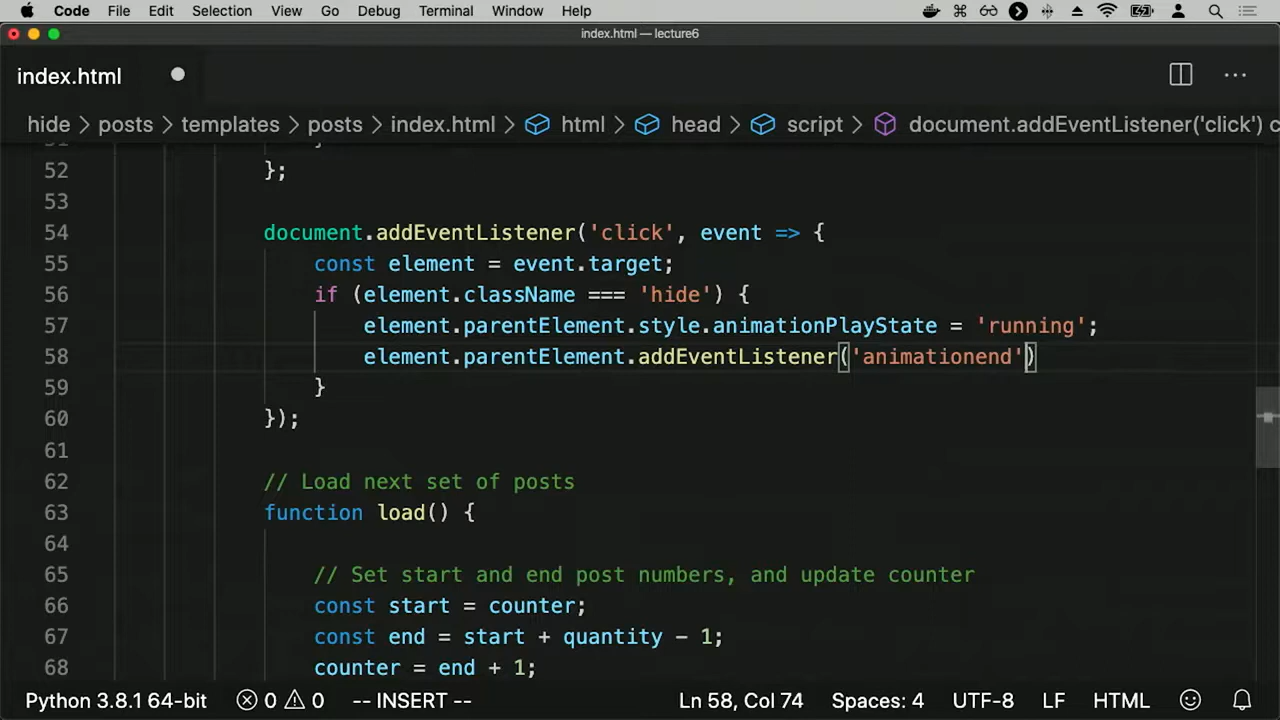 Code File Edit Selection View Go Debug Terminal Window Help
index.html — lecture6
index.html
hide > posts > templates > posts > index.html > html > head > script > document.addEventListener('click') c
52 };
53
54 document.addEventListener('click', event => {
55 const element = event.target;
56 if (element.className === 'hide') {
57 element.parentElement.style.animationPlayState = 'running';
58 element.parentElement.addEventListener('animationend')
59 }
60 });
61
62 // Load next set of posts
63 function load() {
64
65 // Set start and end post numbers, and update counter
66 const start = counter;
67 const end = start + quantity - 1;
68 counter = end + 1;
Python 3.8.1 64-bit 0 0 -- INSERT -- Ln 58, Col 74 Spaces: 4 UTF-8 LF HTML